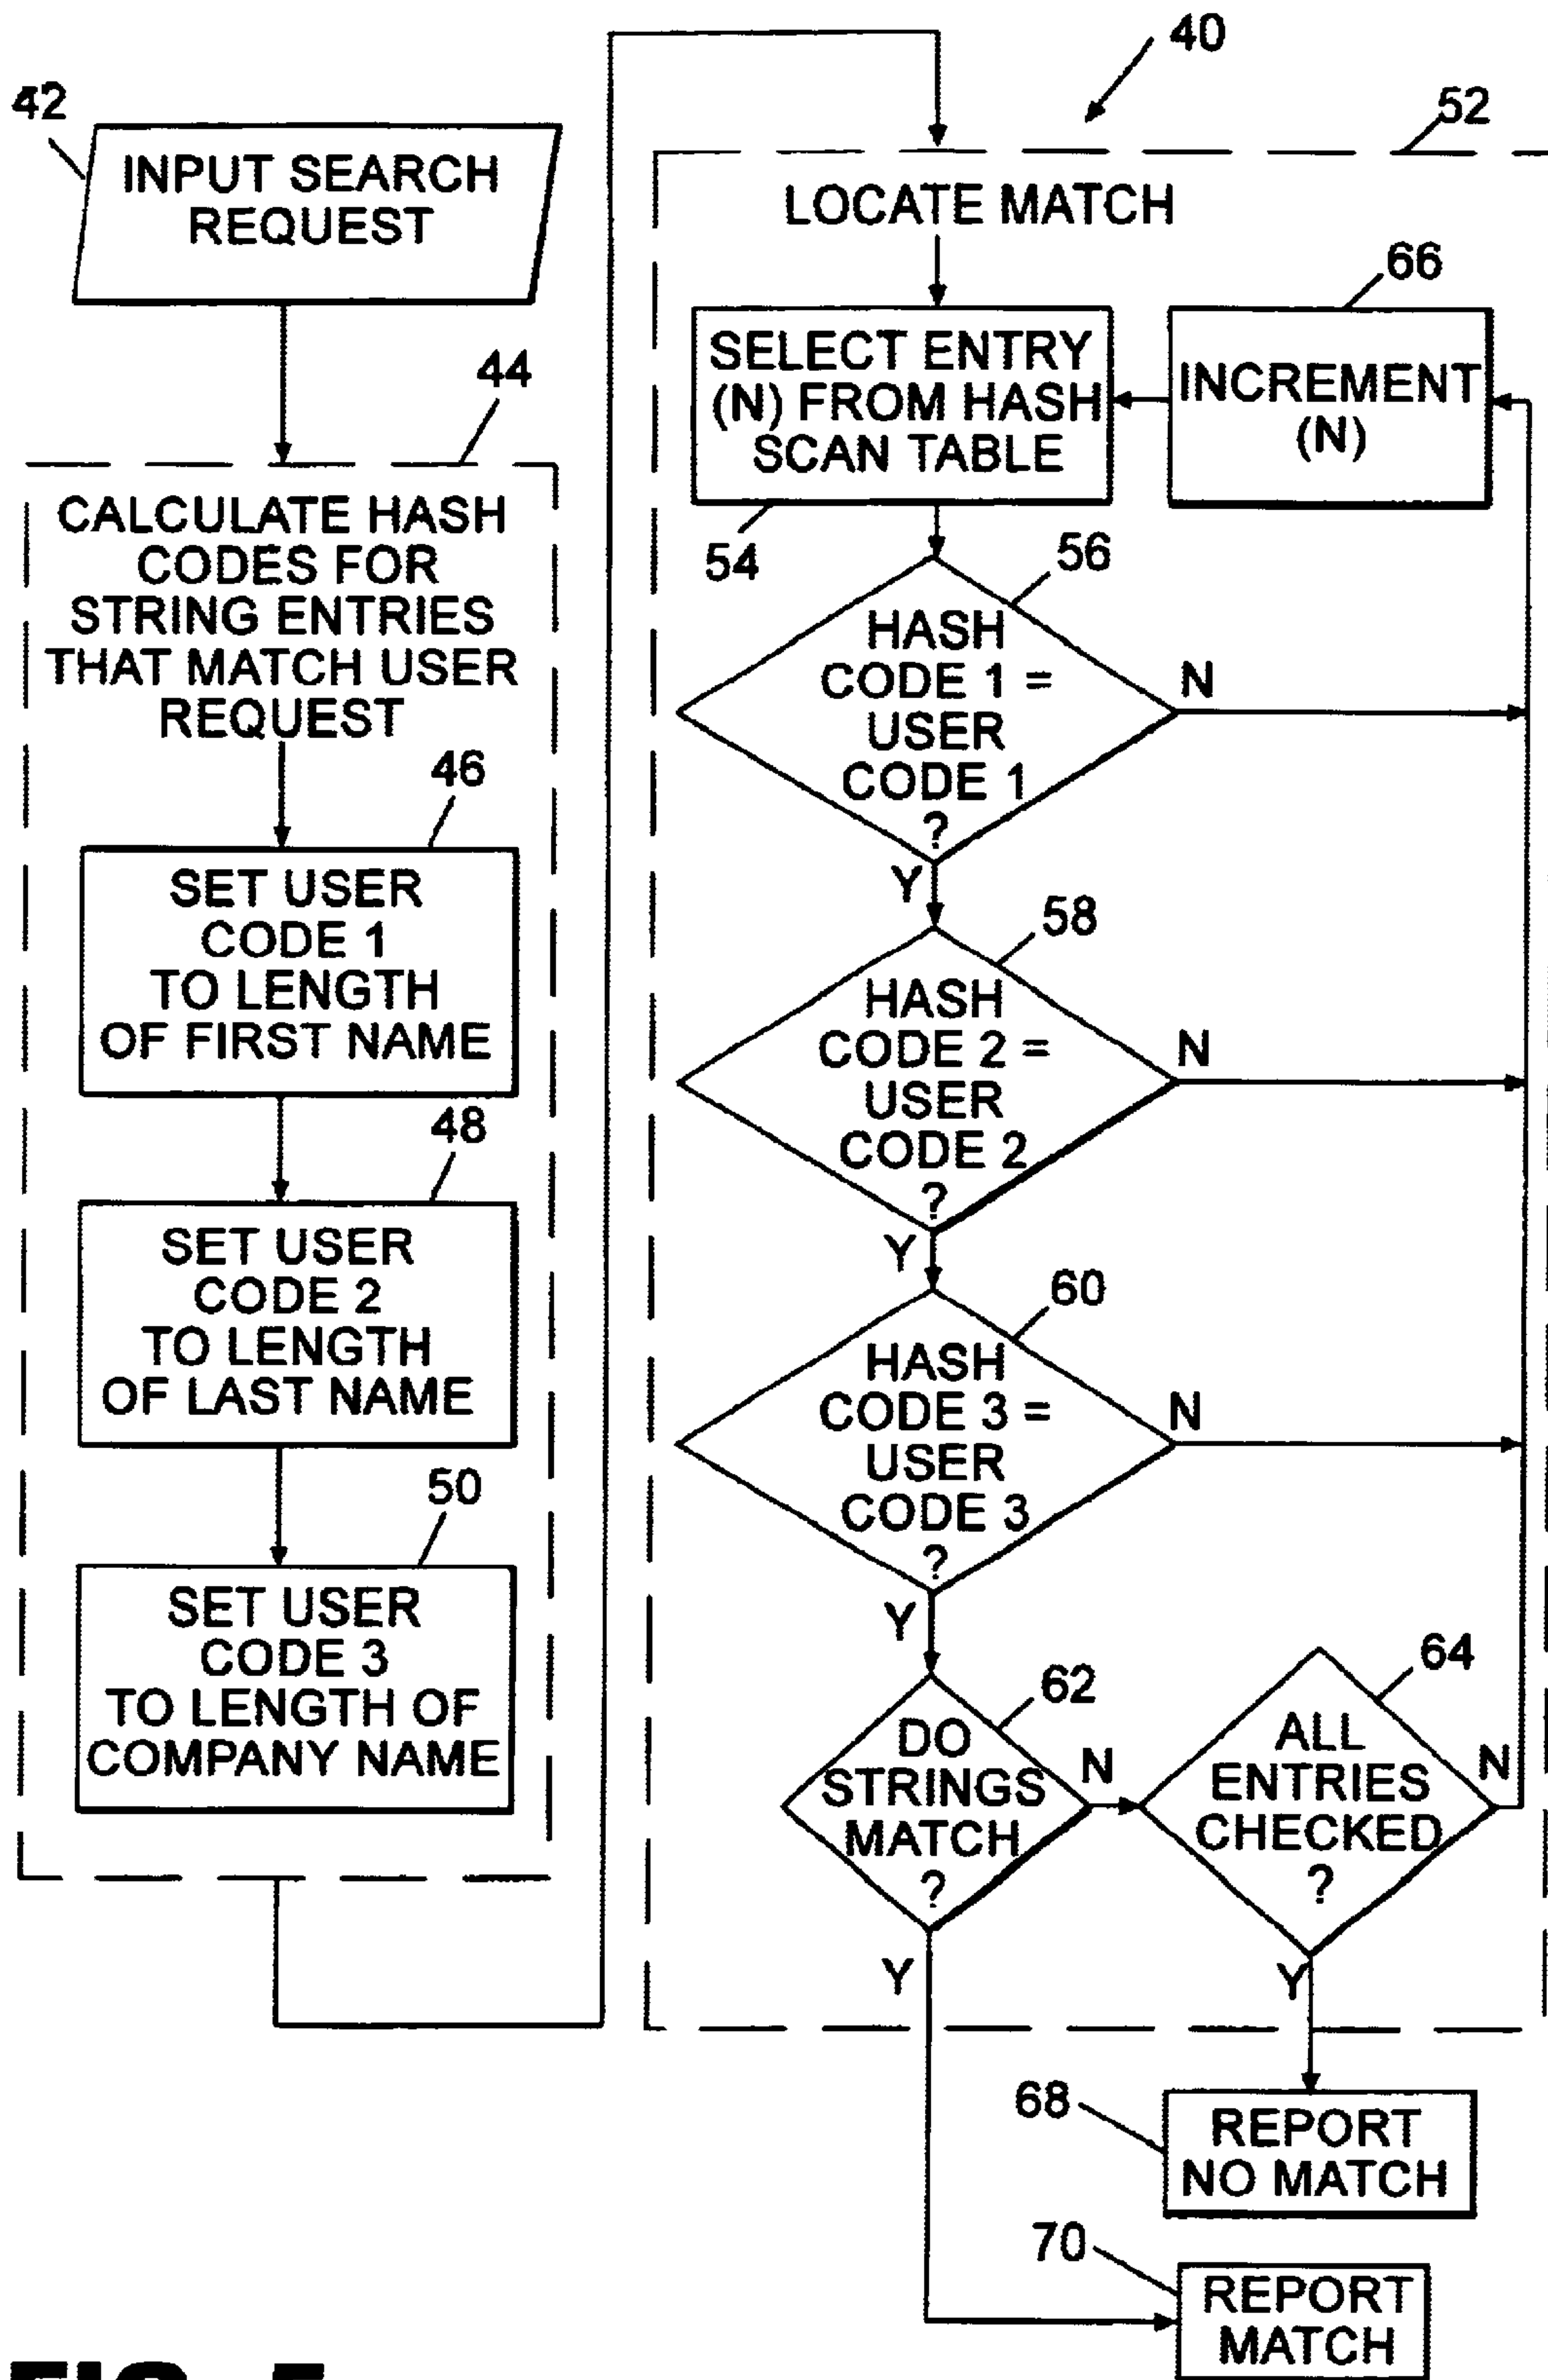 40
42
INPUT SEARCH
REQUEST
44
CALCULATE HASH
CODES FOR
STRING ENTRIES
THAT MATCH USER
REQUEST
46
SET USER
CODE 1
TO LENGTH
OF FIRST NAME
48
SET USER
CODE 2
TO LENGTH
OF LAST NAME
50
SET USER
CODE 3
TO LENGTH OF
COMPANY NAME
52
LOCATE MATCH
66
SELECT ENTRY
(N) FROM HASH
SCAN TABLE
INCREMENT
(N)
54
56
HASH
CODE 1 =
USER
CODE 1
?
N
Y
58
HASH
CODE 2 =
USER
CODE 2
?
N
Y
60
HASH
CODE 3 =
USER
CODE 3
?
N
Y
62
DO
STRINGS
MATCH
?
N
Y
64
ALL
ENTRIES
CHECKED
?
N
Y
68
REPORT
NO MATCH
70
REPORT
MATCH